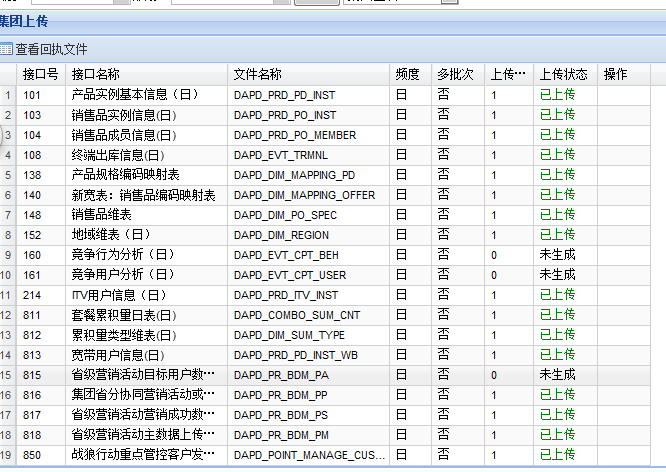 集团上传
查看回执文件
接口号 接口名称 文件名称 频度 多批次 上传… 上传状态 操作
1 101 产品实例基本信息（日） DAPD_PRD_PD_INST 日 否 1 已上传
2 103 销售品实例信息(日) DAPD_PRD_PO_INST 日 否 1 已上传
3 104 销售品成员信息(日) DAPD_PRD_PO_MEMBER 日 否 1 已上传
4 108 终端出库信息(日) DAPD_EVT_TRMNL 日 否 1 已上传
5 138 产品规格编码映射表 DAPD_DIM_MAPPING_PD 日 否 1 已上传
6 140 新宽表：销售品编码映射表 DAPD_DIM_MAPPING_OFFER 日 否 1 已上传
7 148 销售品维表 DAPD_DIM_PO_SPEC 日 否 1 已上传
8 152 地域维表（日） DAPD_DIM_REGION 日 否 1 已上传
9 160 竞争行为分析（日） DAPD_EVT_CPT_BEH 日 否 0 未生成
10 161 竞争用户分析（日） DAPD_EVT_CPT_USER 日 否 0 未生成
11 214 ITV用户信息（日） DAPD_PRD_ITV_INST 日 否 1 已上传
12 811 套餐累积量日表(日) DAPD_COMBO_SUM_CNT 日 否 1 已上传
13 812 累积量类型维表(日) DAPD_DIM_SUM_TYPE 日 否 1 已上传
14 813 宽带用户信息(日) DAPD_PRD_PD_INST_WB 日 否 1 已上传
15 815 省级营销活动目标用户数… DAPD_PR_BDM_PA 日 否 0 未生成
16 816 集团省分协同营销活动或… DAPD_PR_BDM_PP 日 否 1 已上传
17 817 省级营销活动营销成功数… DAPD_PR_BDM_PS 日 否 1 已上传
18 818 省级营销活动主数据上传… DAPD_PR_BDM_PM 日 否 1 已上传
19 850 战狼行动重点管控客户发… DAPD_POINT_MANAGE_CUS... 日 否 1 已上传